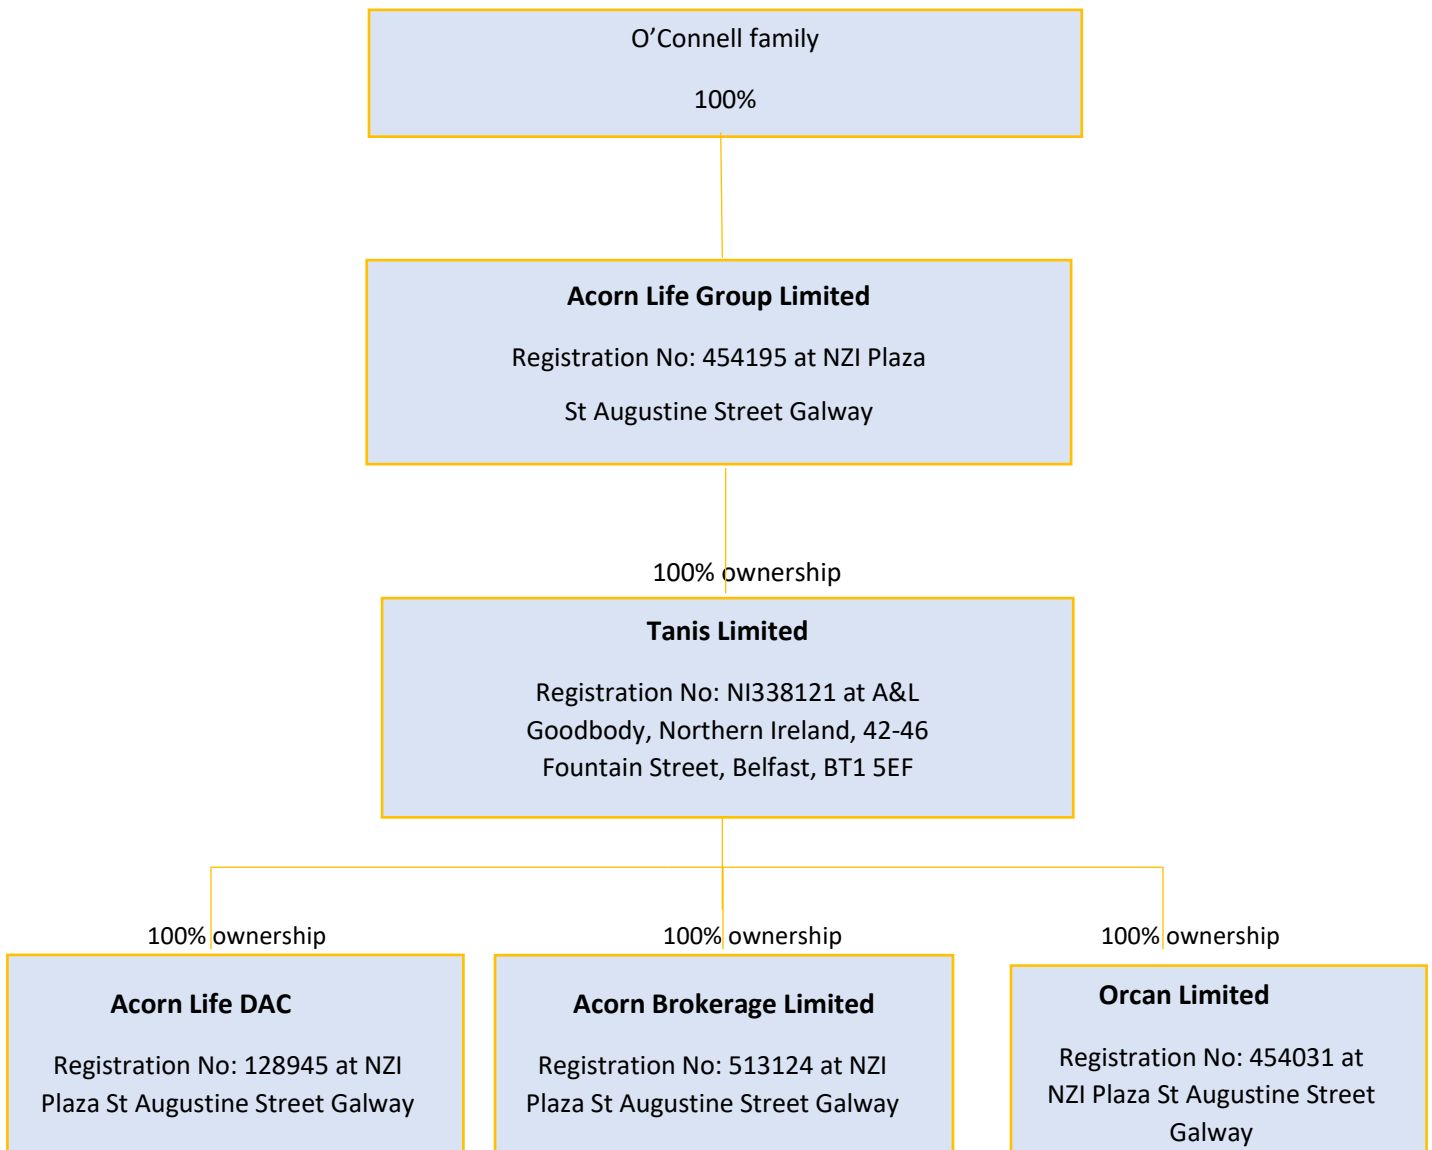 O’Connell family
100%
Acorn Life Group Limited
Registration No: 454195 at NZI Plaza
St Augustine Street Galway
100% ownership
Tanis Limited
Registration No: NI338121 at A&L
Goodbody, Northern Ireland, 42-46
Fountain Street, Belfast, BT1 5EF
100% ownership
Acorn Life DAC
Registration No: 128945 at NZI
Plaza St Augustine Street Galway
100% ownership
Acorn Brokerage Limited
Registration No: 513124 at NZI
Plaza St Augustine Street Galway
100% ownership
Orcan Limited
Registration No: 454031 at
NZI Plaza St Augustine Street
Galway